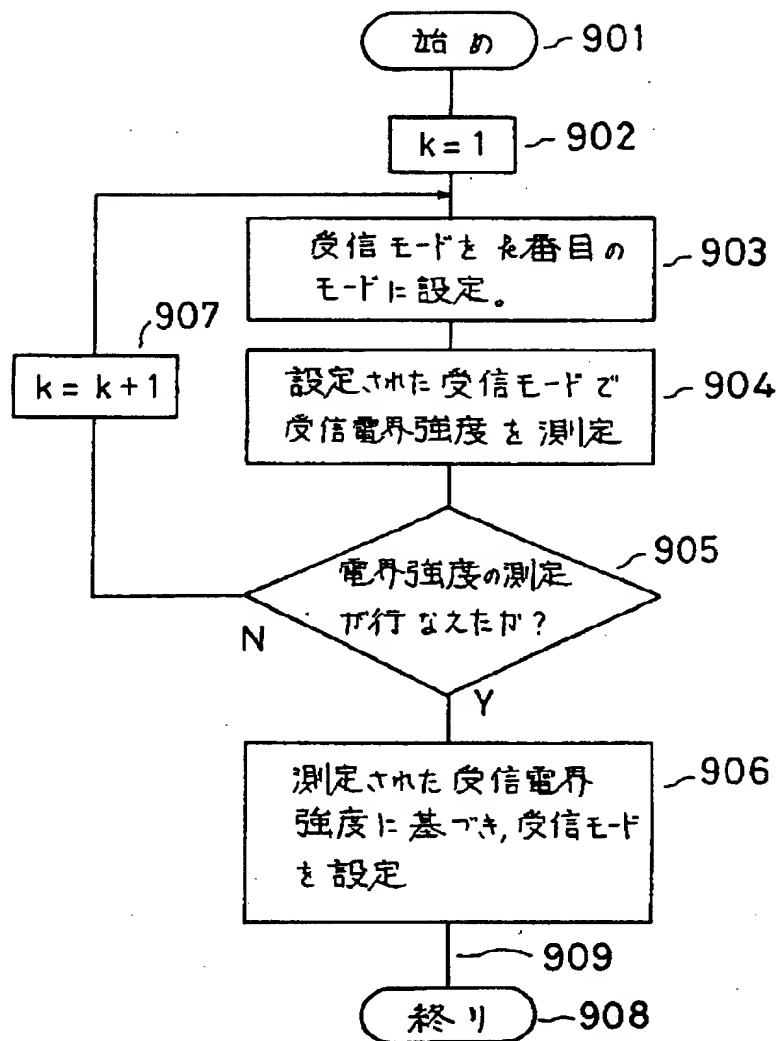 始め
901
k = 1
902
受信モードを k番目の
モードに設定。
903
907
k = k + 1
設定された受信モードで
受信電界強度を測定
904
電界強度の測定
が行なえたか?
905
N
Y
測定された受信電界
強度に基づき,受信モード
を設定
906
909
終り
908